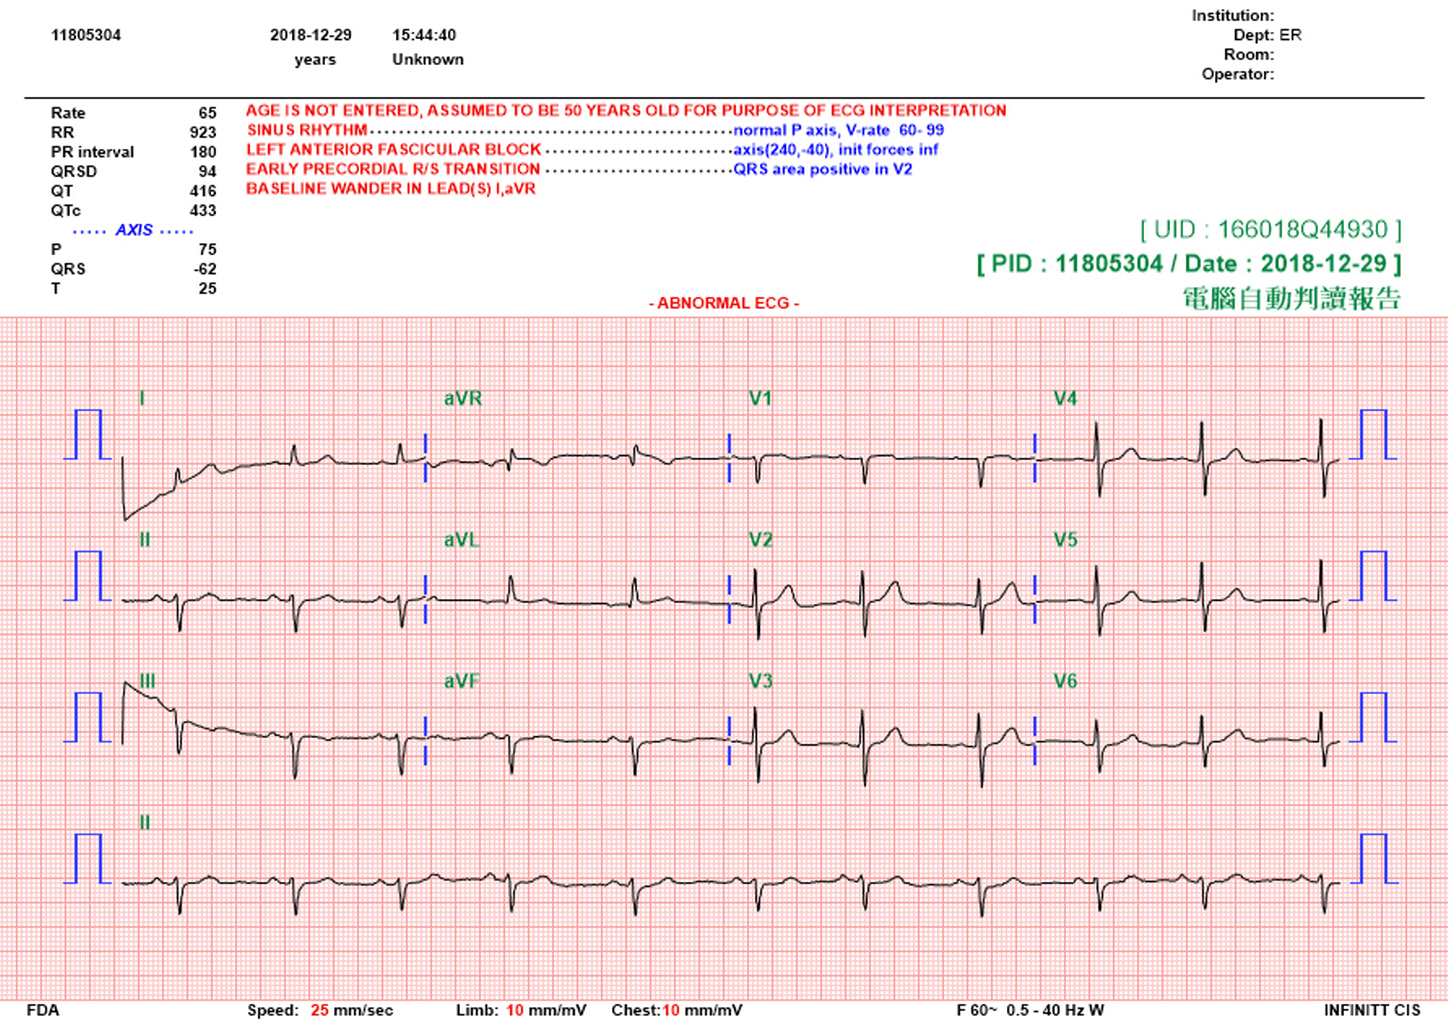 Institution:
11805304 2018-12-29 15:44:40 Dept: ER
years Unknown Room:
Operator:
Rate 65 AGE IS NOT ENTERED, ASSUMED TO BE 50 YEARS OLD FOR PURPOSE OF ECG INTERPRETATION
RR 923 SINUS RHYTHM normal P axis, V-rate 60- 99
PR interval 180 LEFT ANTERIOR FASCICULAR BLOCK axis(240,-40), init forces inf
QRSD 94 EARLY PRECORDIAL R/S TRANSITION QRS area positive in V2
QT 416 BASELINE WANDER IN LEAD(S) I,aVR
QTc 433
····· AXIS ·····
P 75
QRS -62
T 25
[ UID : 166018Q44930 ]
[ PID : 11805304 / Date : 2018-12-29 ]
電腦自動判讀報告
- ABNORMAL ECG -
I aVR V1 V4
II aVL V2 V5
III aVF V3 V6
II
FDA Speed: 25 mm/sec Limb: 10 mm/mV Chest:10 mm/mV F 60~ 0.5 - 40 Hz W INFINITT CIS